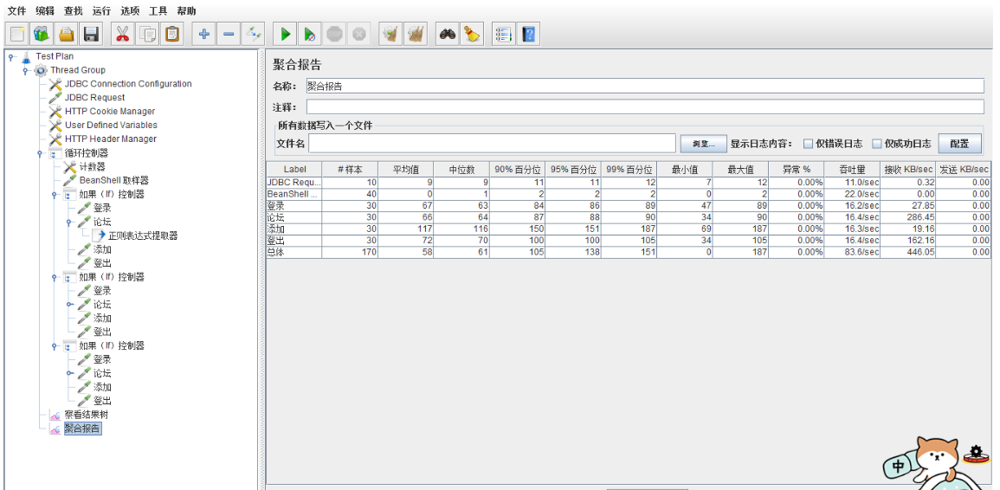 文件 编辑 查找 运行 选项 工具 帮助
Test Plan
Thread Group
JDBC Connection Configuration
JDBC Request
HTTP Cookie Manager
User Defined Variables
HTTP Header Manager
循环控制器
计数器
BeanShell 取样器
如果（If）控制器
登录
论坛
正则表达式提取器
添加
登出
如果（If）控制器
登录
论坛
添加
登出
如果（If）控制器
登录
论坛
添加
登出
察看结果树
聚合报告
聚合报告
名称： 聚合报告
注释：
所有数据写入一个文件
文件名 浏览... 显示日志内容： 仅错误日志 仅成功日志 配置
Label # 样本 平均值 中位数 90% 百分位 95% 百分位 99% 百分位 最小值 最大值 异常 % 吞吐量 接收 KB/sec 发送 KB/sec
JDBC Requ... 10 9 9 11 11 12 7 12 0.00% 11.0/sec 0.32 0.00
BeanShell ... 40 0 1 2 2 2 0 2 0.00% 22.0/sec 0.00 0.00
登录 30 67 63 84 86 89 47 89 0.00% 16.2/sec 27.85 0.00
论坛 30 66 64 87 88 90 34 90 0.00% 16.4/sec 286.45 0.00
添加 30 117 116 150 151 187 69 187 0.00% 16.3/sec 19.16 0.00
登出 30 72 70 100 100 105 34 105 0.00% 16.4/sec 162.16 0.00
总体 170 58 61 105 138 151 0 187 0.00% 83.6/sec 446.05 0.00
中